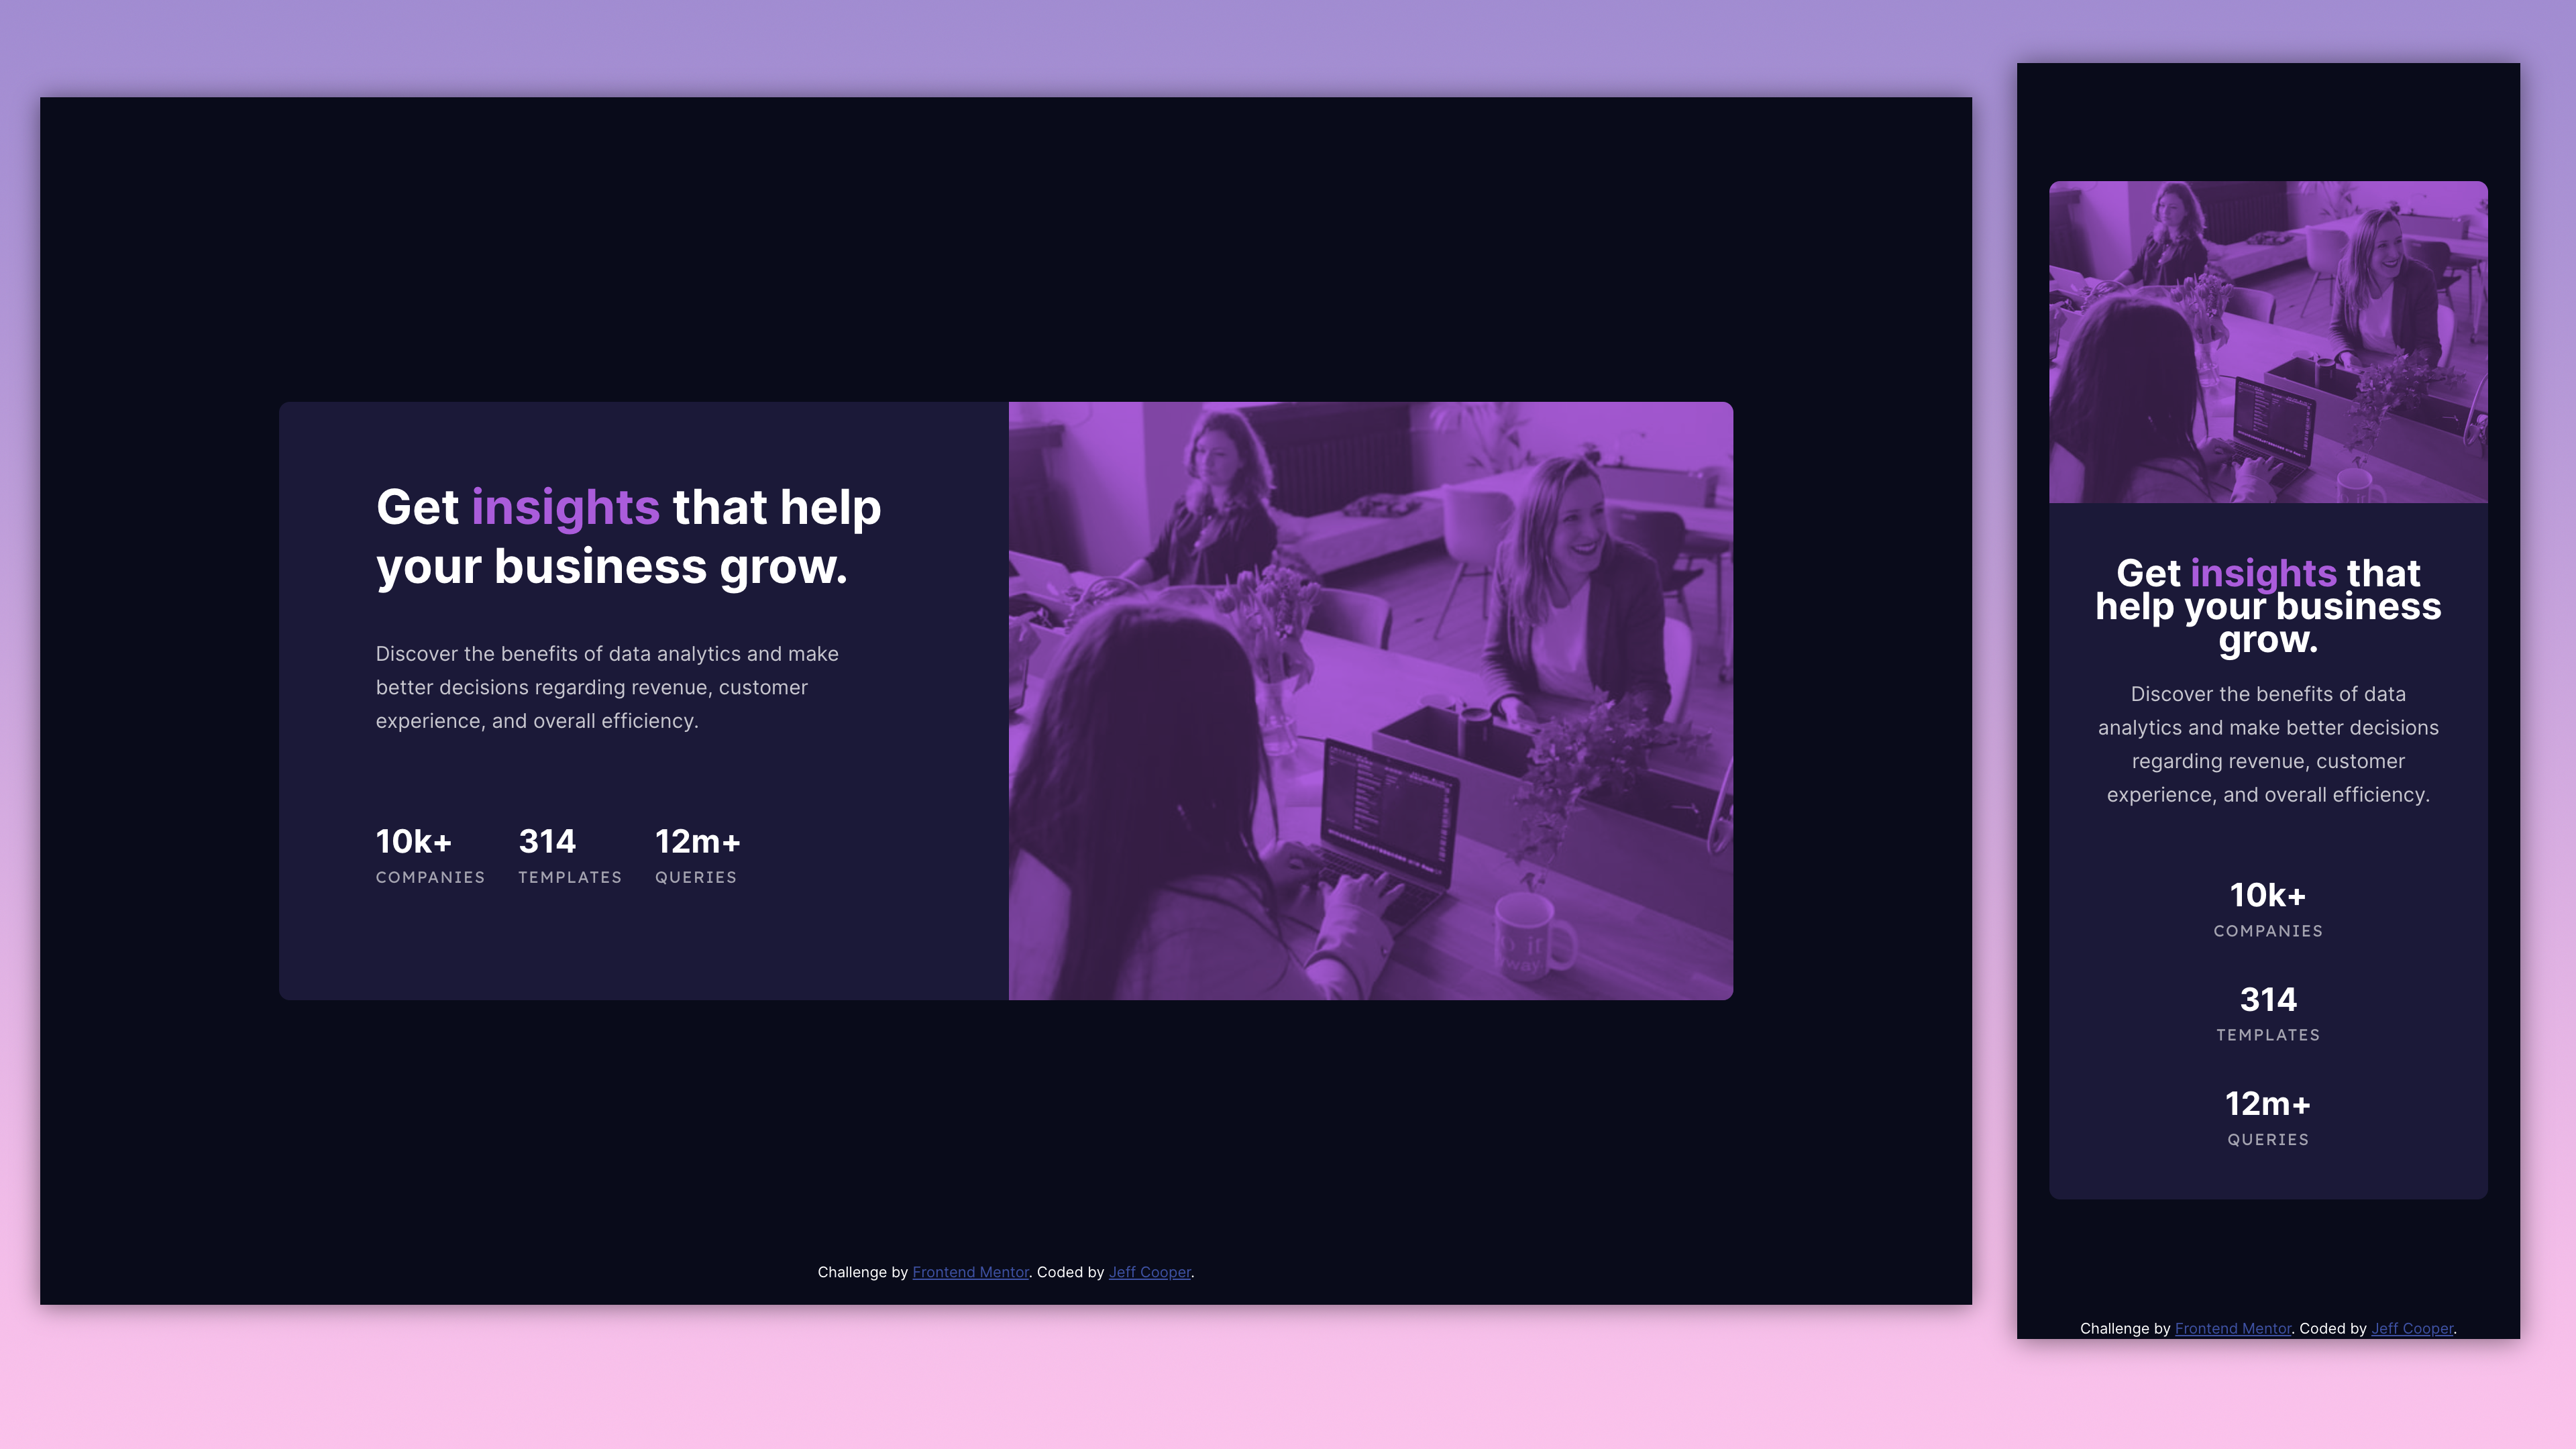 Get insights that help
your business grow.
Discover the benefits of data analytics and make
better decisions regarding revenue, customer
experience, and overall efficiency.
10k+ 314 12m+
COMPANIES TEMPLATES QUERIES
Challenge by Frontend Mentor. Coded by Jeff Cooper.
Get insights that
help your business
grow.
Discover the benefits of data
analytics and make better decisions
regarding revenue, customer
experience, and overall efficiency.
10k+
COMPANIES
314
TEMPLATES
12m+
QUERIES
Challenge by Frontend Mentor. Coded by Jeff Cooper.